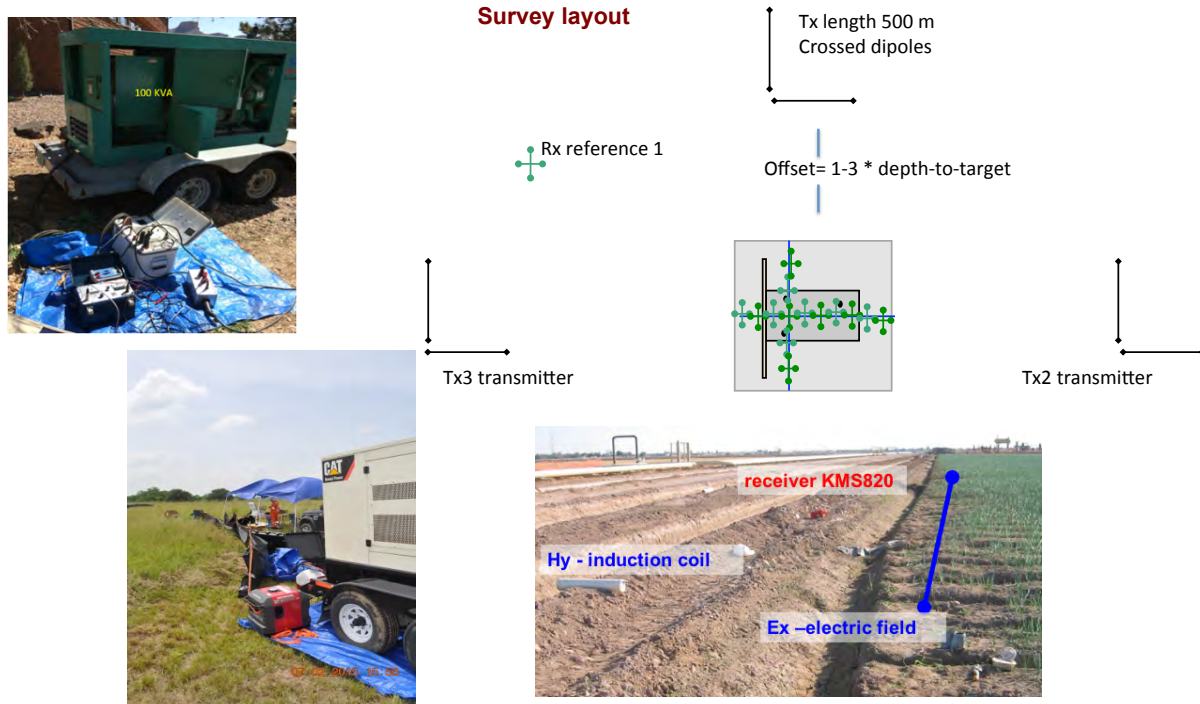 Survey layout
Tx length 500 m
Crossed dipoles
100 KVA
Rx reference 1
Offset= 1-3 * depth-to-target
Tx3 transmitter
Tx2 transmitter
CAT
receiver KMS820
Hy - induction coil
Ex –electric field